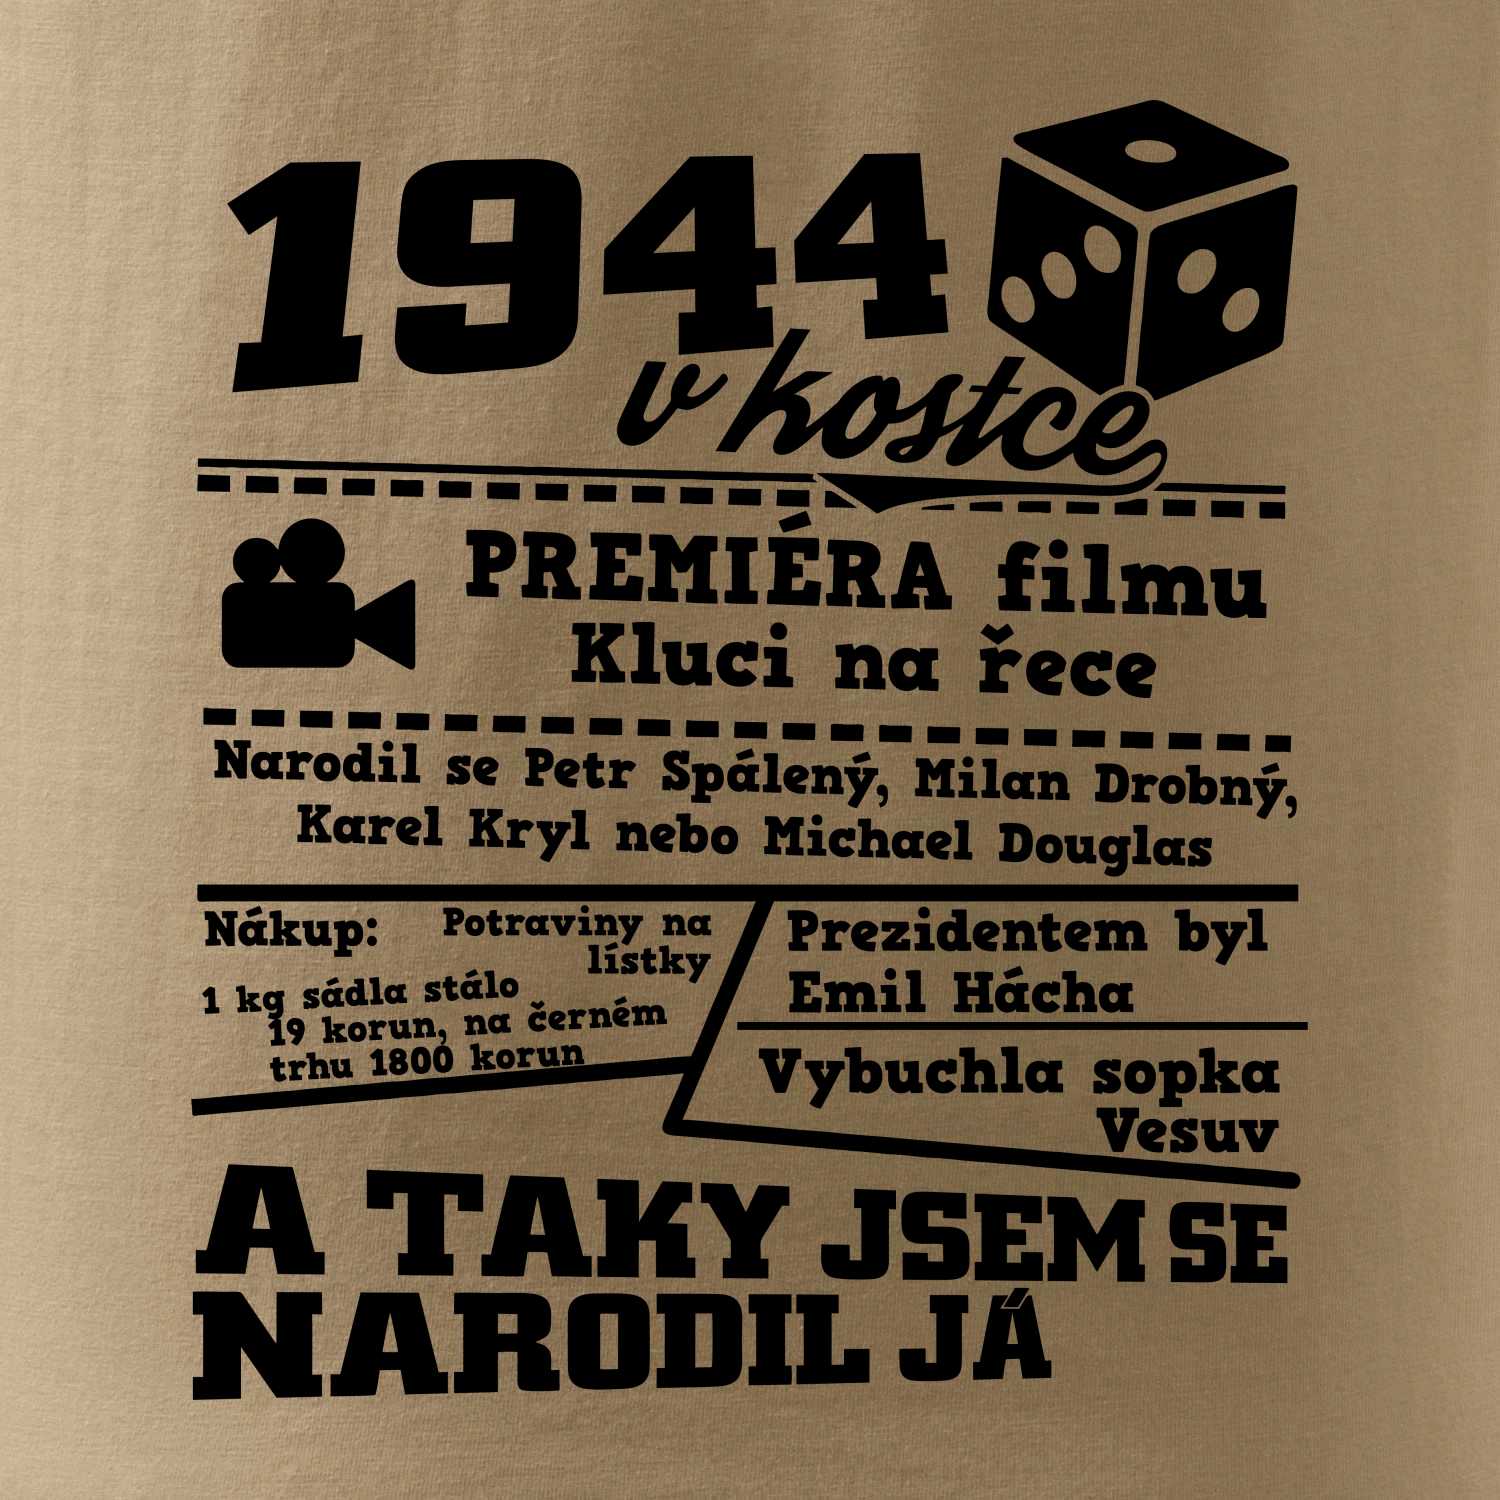 1944
v kostce
PREMIÉRA filmu
Kluci na řece
Narodil se Petr Spálený, Milan Drobný,
Karel Kryl nebo Michael Douglas
Nákup:
Potraviny na
lístky
1 kg sádla stálo
19 korun, na černém
trhu 1800 korun
Prezidentem byl
Emil Hácha
Vybuchla sopka
Vesuv
A TAKY JSEM SE
NARODIL JÁ